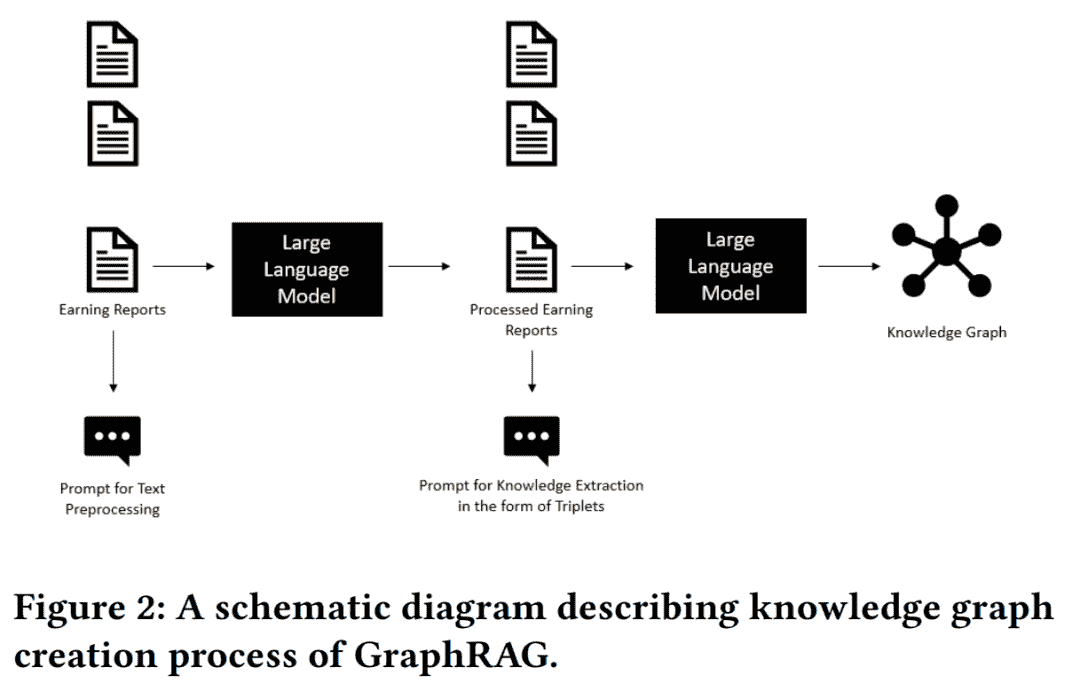 Earning Reports
Large
Language
Model
Processed Earning
Reports
Large
Language
Model
Knowledge Graph
Prompt for Text
Preprocessing
Prompt for Knowledge Extraction
in the form of Triplets
Figure 2: A schematic diagram describing knowledge graph
creation process of GraphRAG.